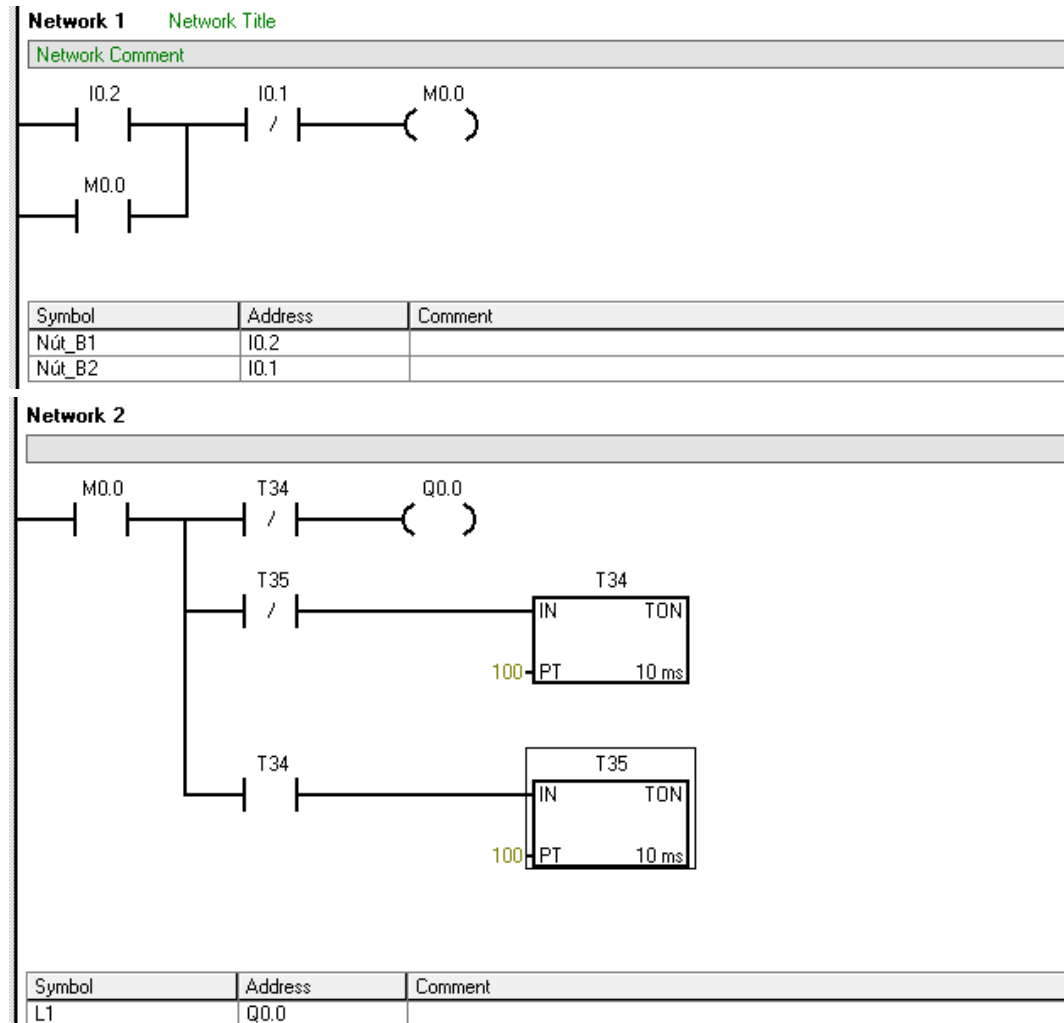 Network 1 Network Title
Network Comment
I0.2 I0.1 M0.0
/
M0.0
Symbol Address Comment
Nút_B1 I0.2
Nút_B2 I0.1
Network 2
M0.0 T34 Q0.0
/
T35 T34
/ IN TON
100 PT 10 ms
T34 T35
IN TON
100 PT 10 ms
Symbol Address Comment
L1 Q0.0